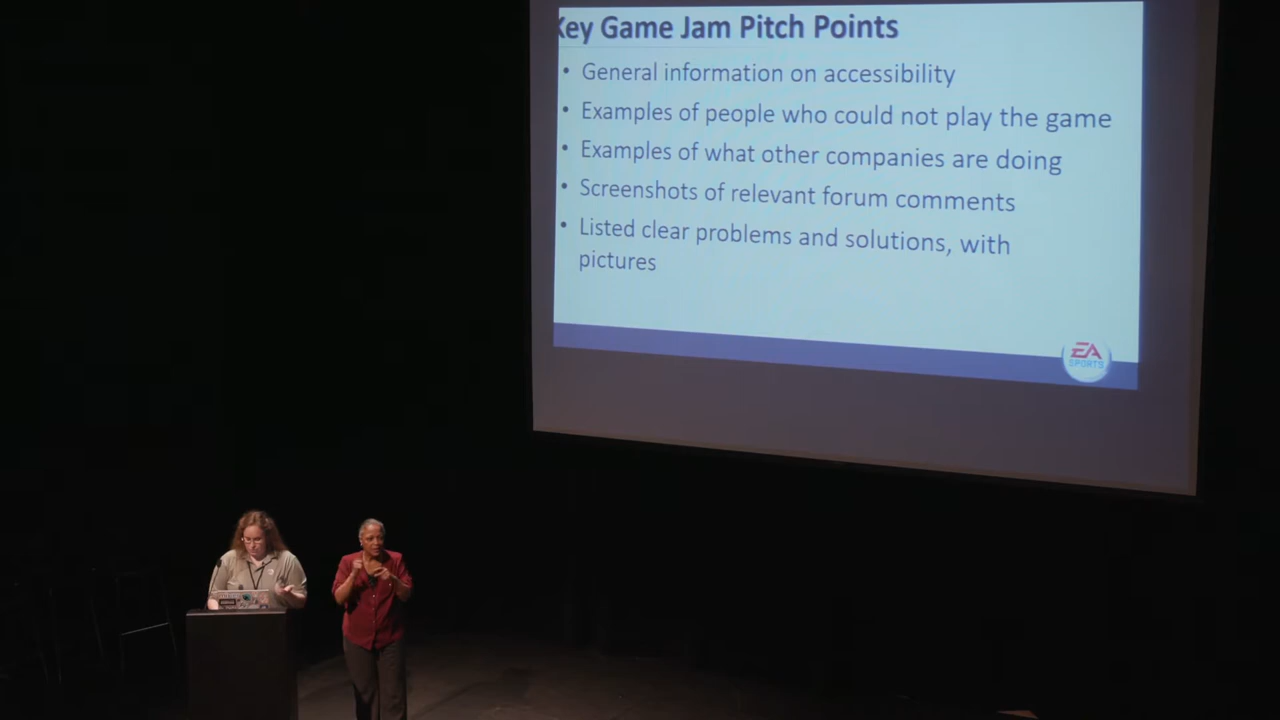 Key Game Jam Pitch Points
• General information on accessibility
• Examples of people who could not play the game
• Examples of what other companies are doing
• Screenshots of relevant forum comments
• Listed clear problems and solutions, with
pictures
EA
SPORTS